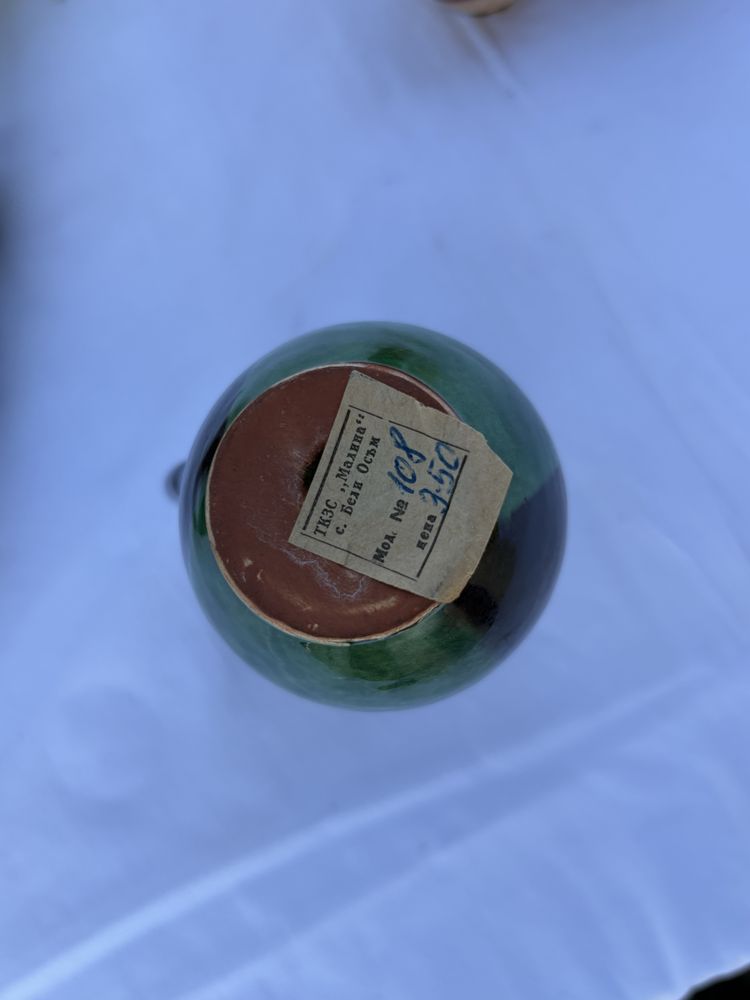 ТКЗС „Малина“
с. Бели Осъм
Мод. № 108
цена 3.50